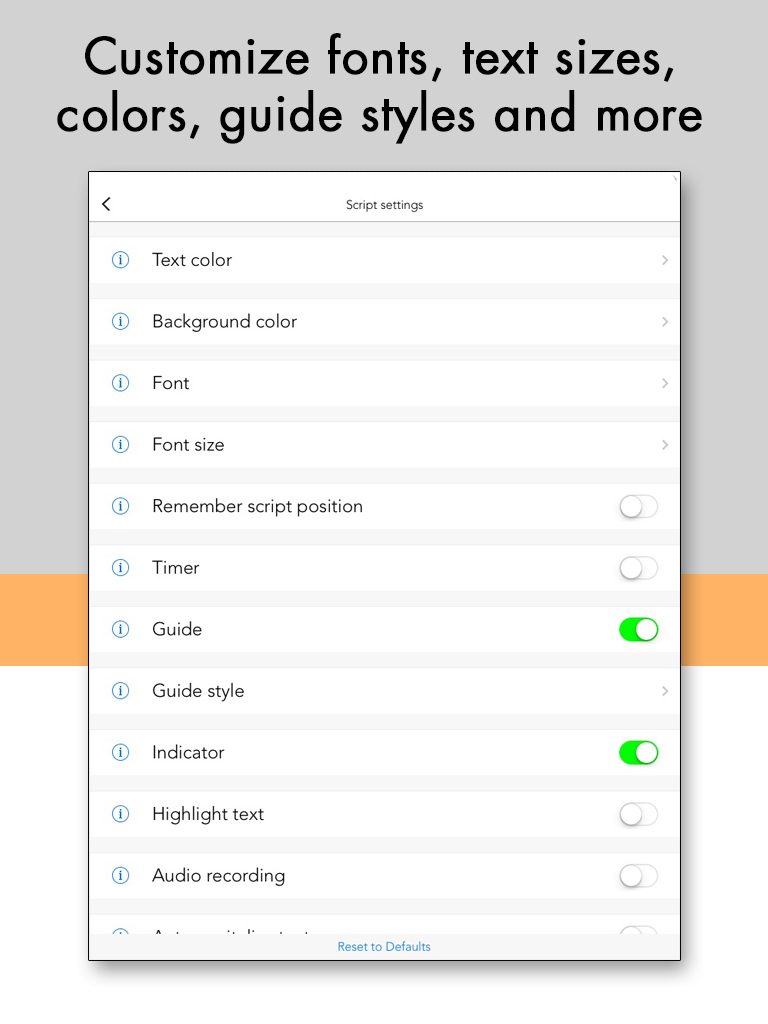 Customize fonts, text sizes,
colors, guide styles and more
Script settings
Text color
Background color
Font
Font size
Remember script position
Timer
Guide
Guide style
Indicator
Highlight text
Audio recording
Reset to Defaults